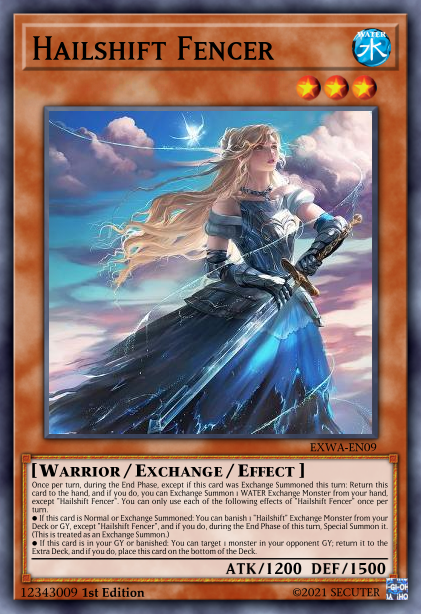 HAILSHIFT FENCER
WATER
水
EXWA-EN09
[WARRIOR / EXCHANGE / EFFECT ]
Once per turn, during the End Phase, except if this card was Exchange Summoned this turn: Return this
card to the hand, and if you do, you can Exchange Summon 1 WATER Exchange Monster from your hand,
except "Hailshift Fencer". You can only use each of the following effects of "Hailshift Fencer" once per
turn.
● If this card is Normal or Exchange Summoned: You can banish 1 "Hailshift" Exchange Monster from your
Deck or GY, except "Hailshift Fencer", and if you do, during the End Phase of this turn, Special Summon it.
(This is treated as an Exchange Summon.)
● If this card is in your GY or banished: You can target 1 monster in your opponent GY; return it to the
Extra Deck, and if you do, place this card on the bottom of the Deck.
ATK/1200 DEF/1500
12343009 1st Edition
©2021 SECUTER